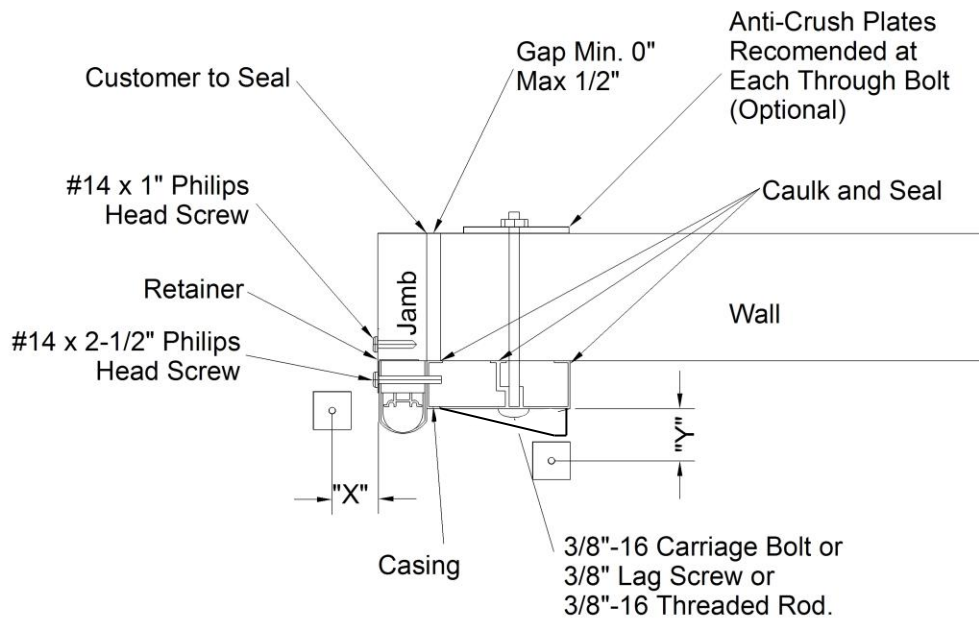 Anti-Crush Plates
Recomended at
Each Through Bolt
(Optional)
Gap Min. 0"
Max 1/2"
Customer to Seal
#14 x 1" Philips
Head Screw
Caulk and Seal
Retainer
Jamb
Wall
#14 x 2-1/2" Philips
Head Screw
"X"
"Y"
Casing
3/8"-16 Carriage Bolt or
3/8" Lag Screw or
3/8"-16 Threaded Rod.